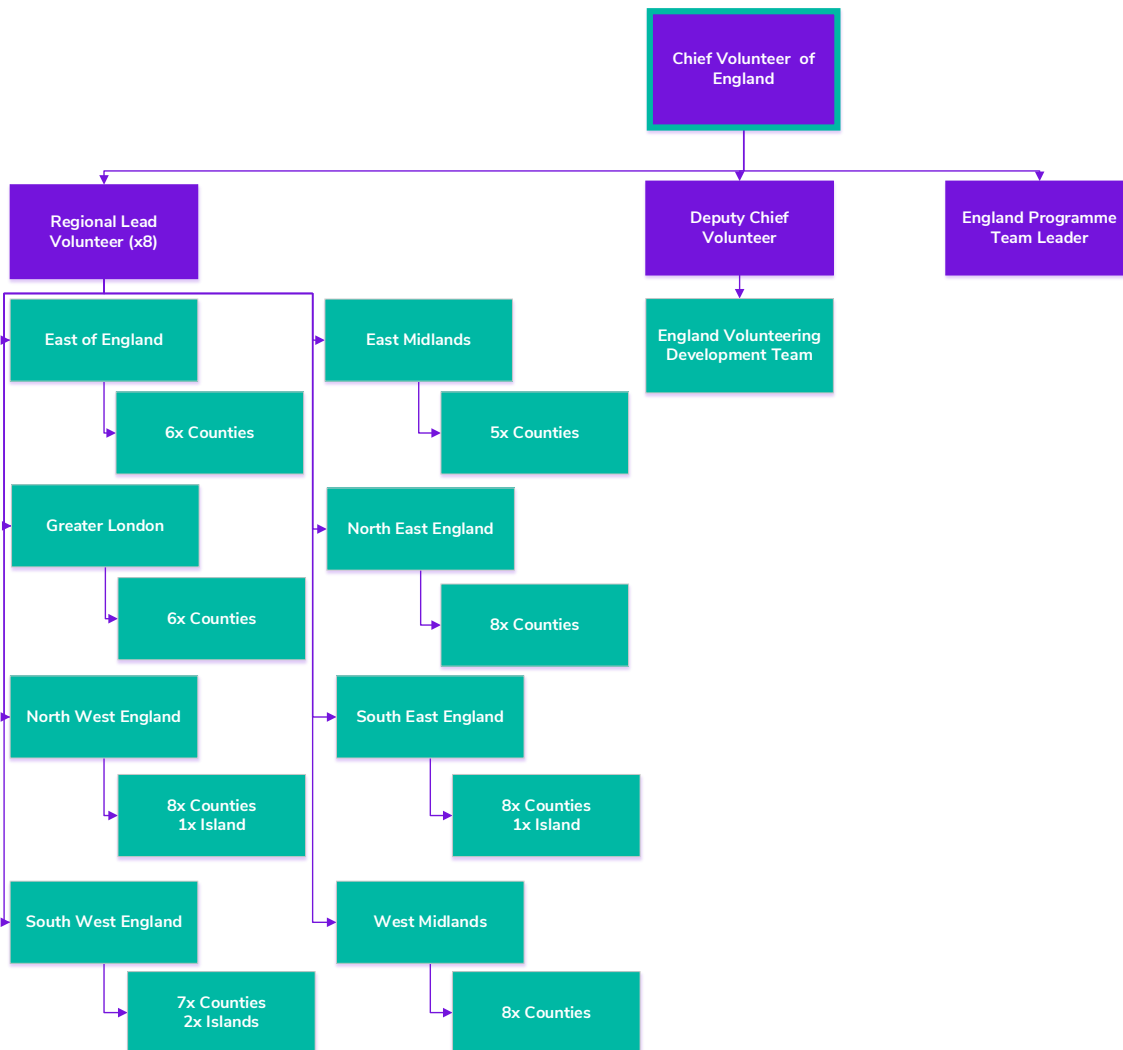 Chief Volunteer of
England
Regional Lead
Volunteer (x8)
Deputy Chief
Volunteer
England Programme
Team Leader
East of England
East Midlands
England Volunteering
Development Team
6x Counties
5x Counties
Greater London
North East England
6x Counties
8x Counties
North West England
South East England
8x Counties
1x Island
8x Counties
1x Island
South West England
West Midlands
7x Counties
2x Islands
8x Counties